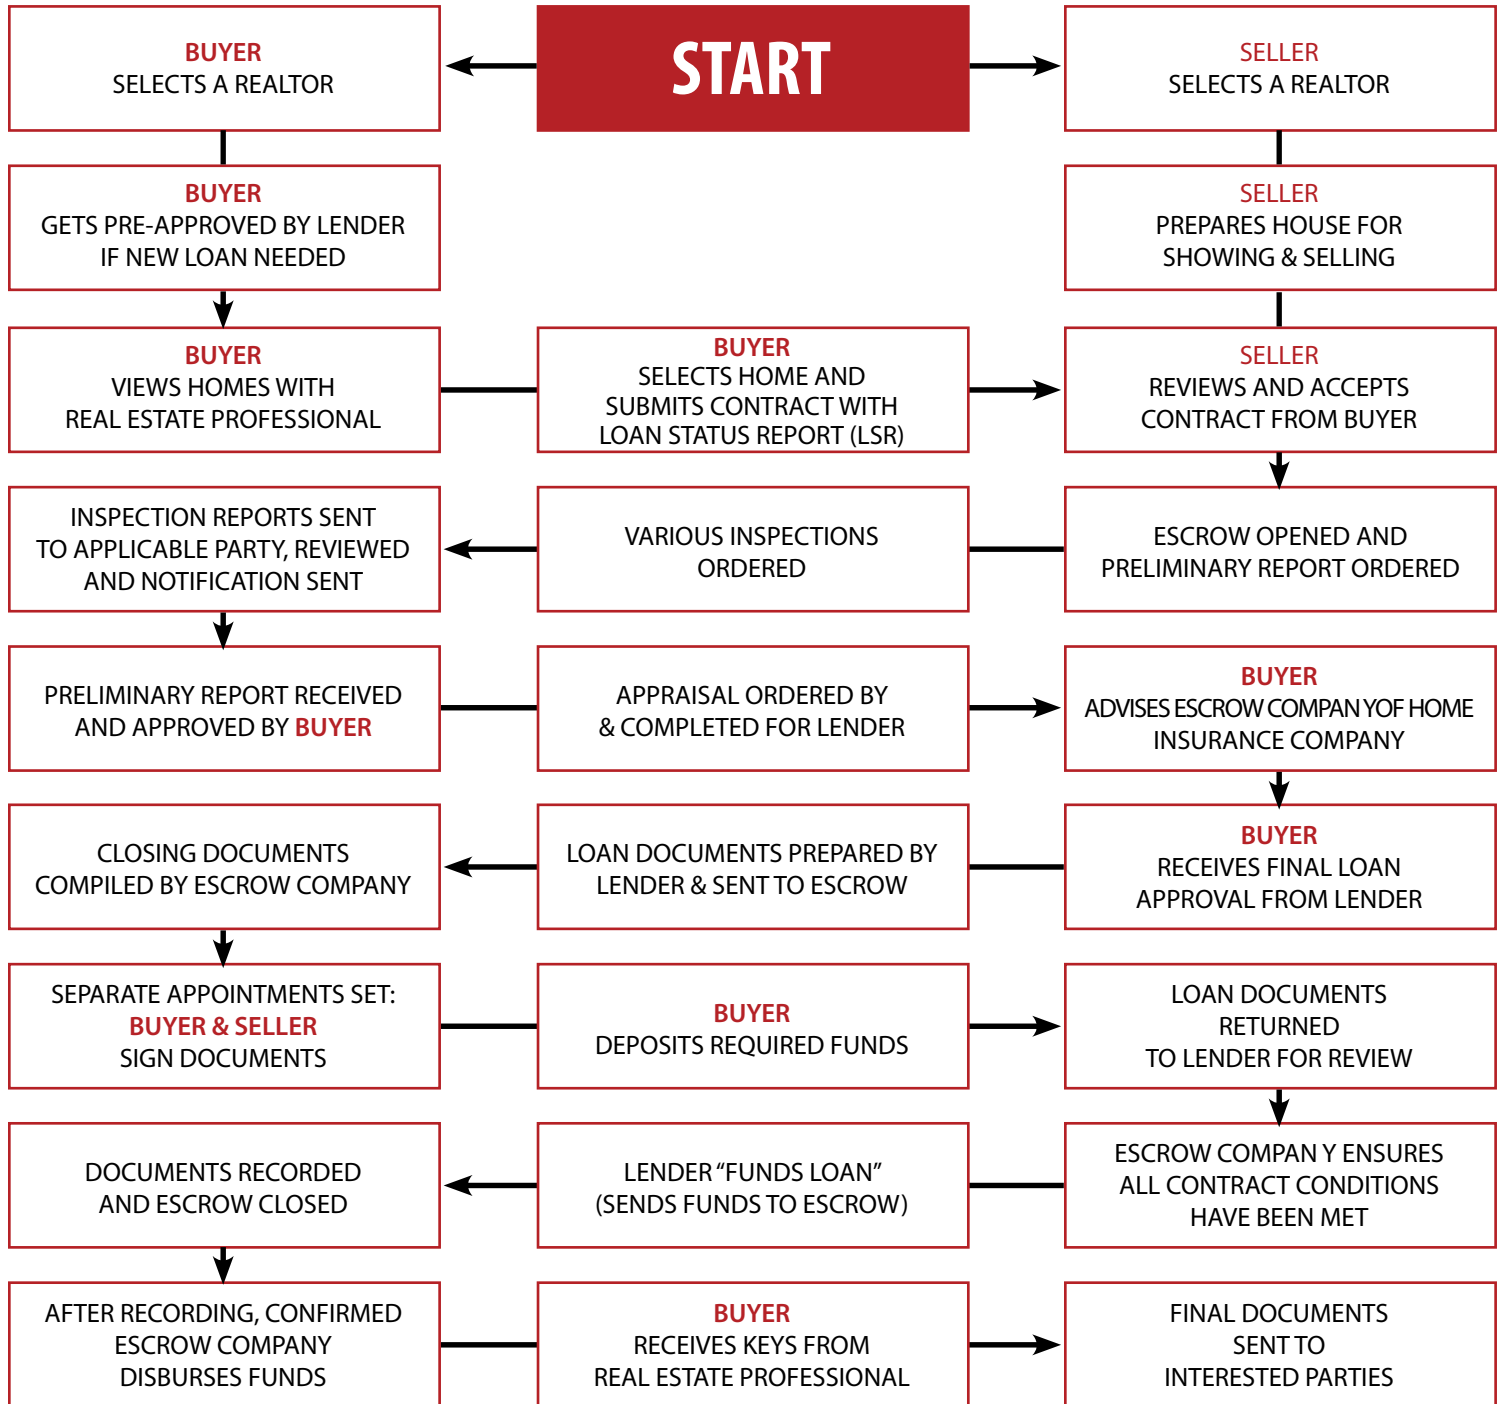 START
BUYER
SELECTS A REALTOR
SELLER
SELECTS A REALTOR
BUYER
GETS PRE-APPROVED BY LENDER
IF NEW LOAN NEEDED
SELLER
PREPARES HOUSE FOR
SHOWING & SELLING
BUYER
VIEWS HOMES WITH
REAL ESTATE PROFESSIONAL
BUYER
SELECTS HOME AND
SUBMITS CONTRACT WITH
LOAN STATUS REPORT (LSR)
SELLER
REVIEWS AND ACCEPTS
CONTRACT FROM BUYER
ESCROW OPENED AND
PRELIMINARY REPORT ORDERED
VARIOUS INSPECTIONS
ORDERED
INSPECTION REPORTS SENT
TO APPLICABLE PARTY, REVIEWED
AND NOTIFICATION SENT
PRELIMINARY REPORT RECEIVED
AND APPROVED BY BUYER
APPRAISAL ORDERED BY
& COMPLETED FOR LENDER
BUYER
ADVISES ESCROW COMPAN YOF HOME
INSURANCE COMPANY
BUYER
RECEIVES FINAL LOAN
APPROVAL FROM LENDER
LOAN DOCUMENTS PREPARED BY
LENDER & SENT TO ESCROW
CLOSING DOCUMENTS
COMPILED BY ESCROW COMPANY
SEPARATE APPOINTMENTS SET:
BUYER & SELLER
SIGN DOCUMENTS
BUYER
DEPOSITS REQUIRED FUNDS
LOAN DOCUMENTS
RETURNED
TO LENDER FOR REVIEW
ESCROW COMPAN Y ENSURES
ALL CONTRACT CONDITIONS
HAVE BEEN MET
LENDER “FUNDS LOAN”
(SENDS FUNDS TO ESCROW)
DOCUMENTS RECORDED
AND ESCROW CLOSED
AFTER RECORDING, CONFIRMED
ESCROW COMPANY
DISBURSES FUNDS
BUYER
RECEIVES KEYS FROM
REAL ESTATE PROFESSIONAL
FINAL DOCUMENTS
SENT TO
INTERESTED PARTIES